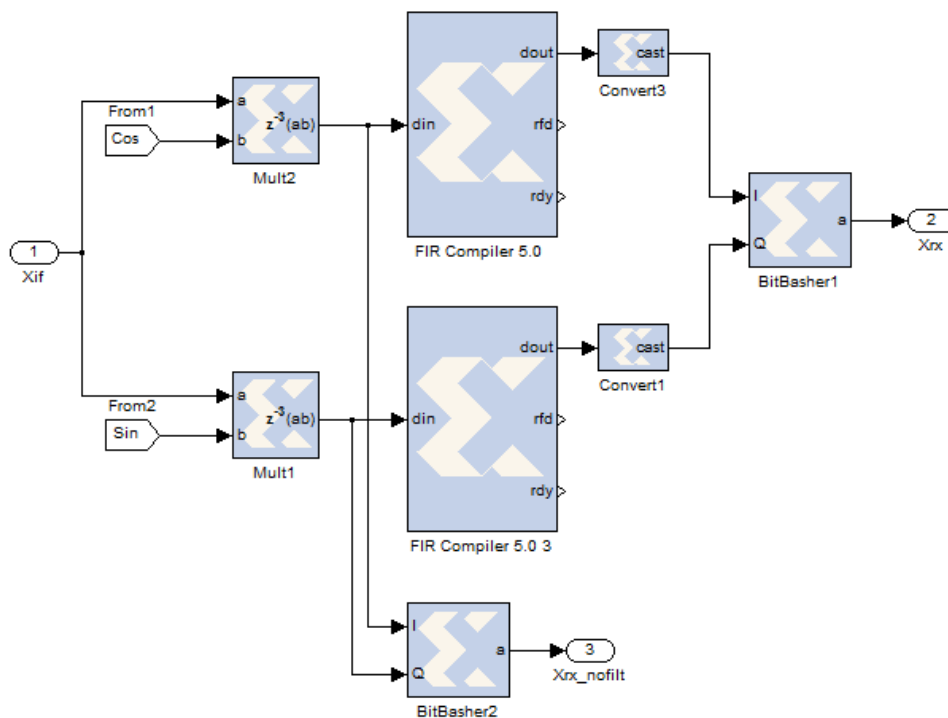 dout
cast
Convert3
From1
Cos
a
b
z⁻³(ab)
Mult2
din
rfd
rdy
FIR Compiler 5.0
I
Q
a
BitBasher1
2
Xrx
1
Xif
dout
cast
Convert1
From2
Sin
a
b
z⁻³(ab)
Mult1
din
rfd
rdy
FIR Compiler 5.0 3
I
Q
a
BitBasher2
3
Xrx_nofilt